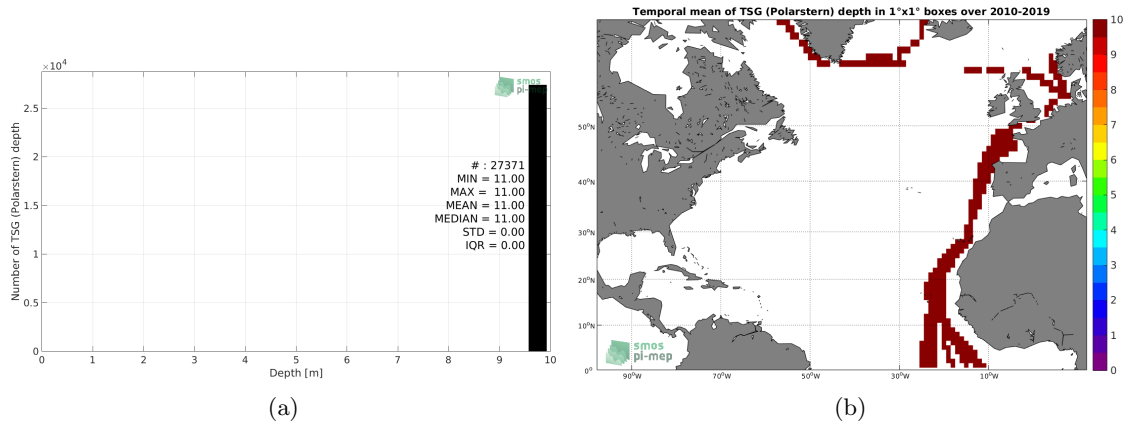 ×10⁴
2.5
2
1.5
1
0.5
0
Number of TSG (Polarstern) depth
smos
pi-mep
# : 27371
MIN = 11.00
MAX = 11.00
MEAN = 11.00
MEDIAN = 11.00
STD = 0.00
IQR = 0.00
0 1 2 3 4 5 6 7 8 9 10
Depth [m]
(a)
Temporal mean of TSG (Polarstern) depth in 1°x1° boxes over 2010-2019
50°N
40°N
30°N
20°N
10°N
0°
90°W 70°W 50°W 30°W 10°W
smos
pi-mep
10
9
8
7
6
5
4
3
2
1
0
(b)